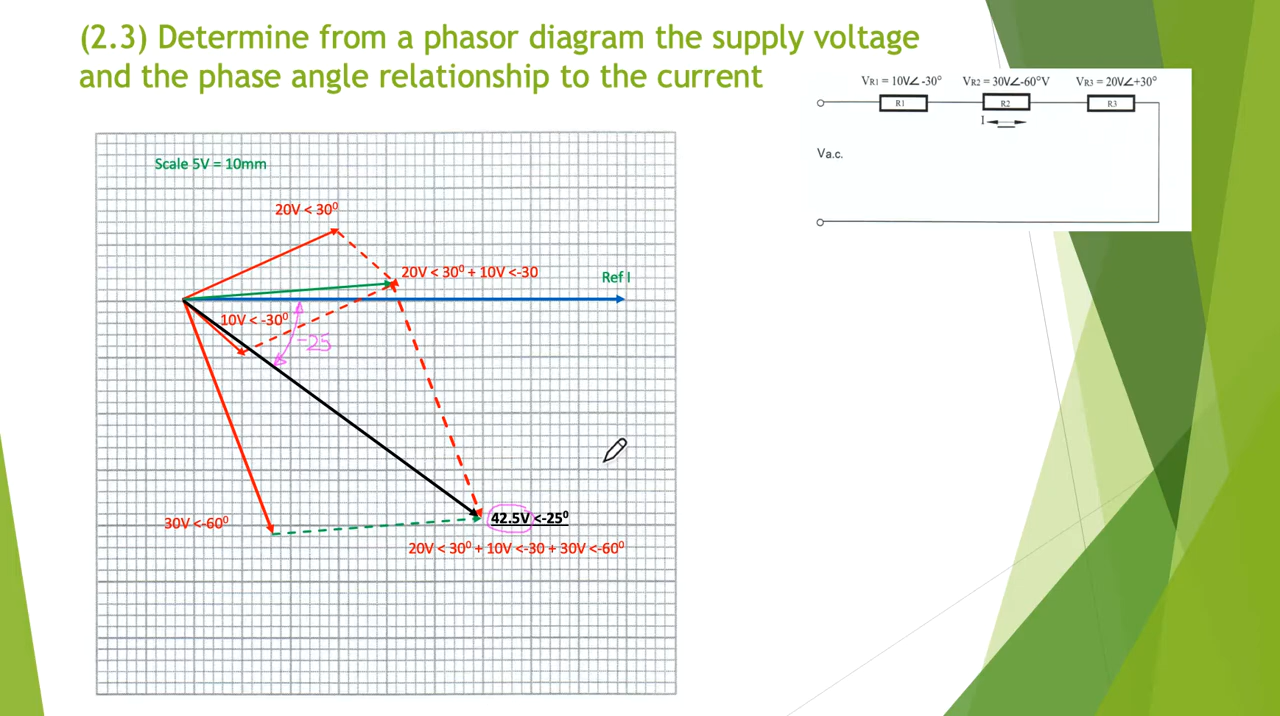 (2.3) Determine from a phasor diagram the supply voltage
and the phase angle relationship to the current
VR1 = 10V∠ -30° VR2 = 30V∠-60°V VR3 = 20V∠+30°
R1 R2 R3
I
Va.c.
Scale 5V = 10mm
20V < 30⁰
20V < 30⁰ + 10V <-30
Ref I
10V < -30⁰
-25
30V <-60⁰
42.5V <-25⁰
20V < 30⁰ + 10V <-30 + 30V <-60⁰